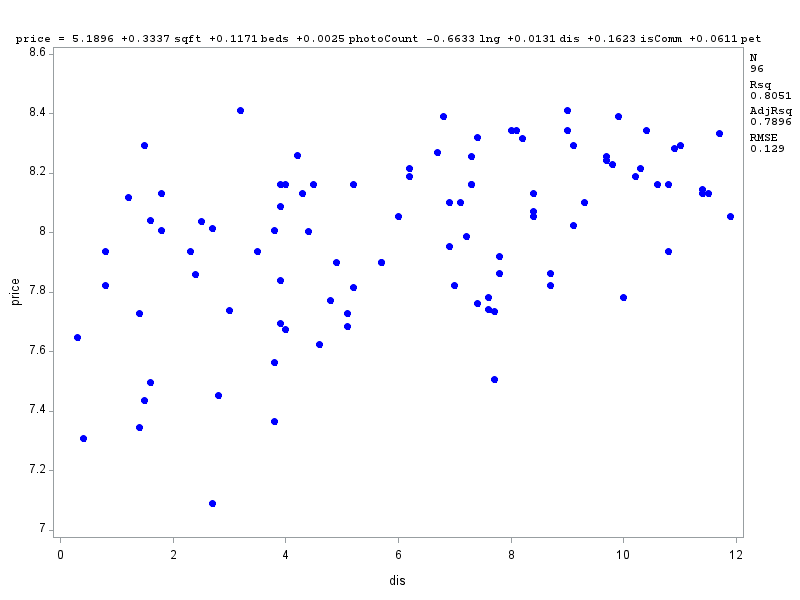 price = 5.1896 +0.3337 sqft +0.1171 beds +0.0025 photoCount -0.6633 lng +0.0131 dis +0.1623 isComm +0.0611 pet
N
96
Rsq
0.8051
AdjRsq
0.7896
RMSE
0.129
8.6
8.4
8.2
8
7.8
7.6
7.4
7.2
7
price
0 2 4 6 8 10 12
dis